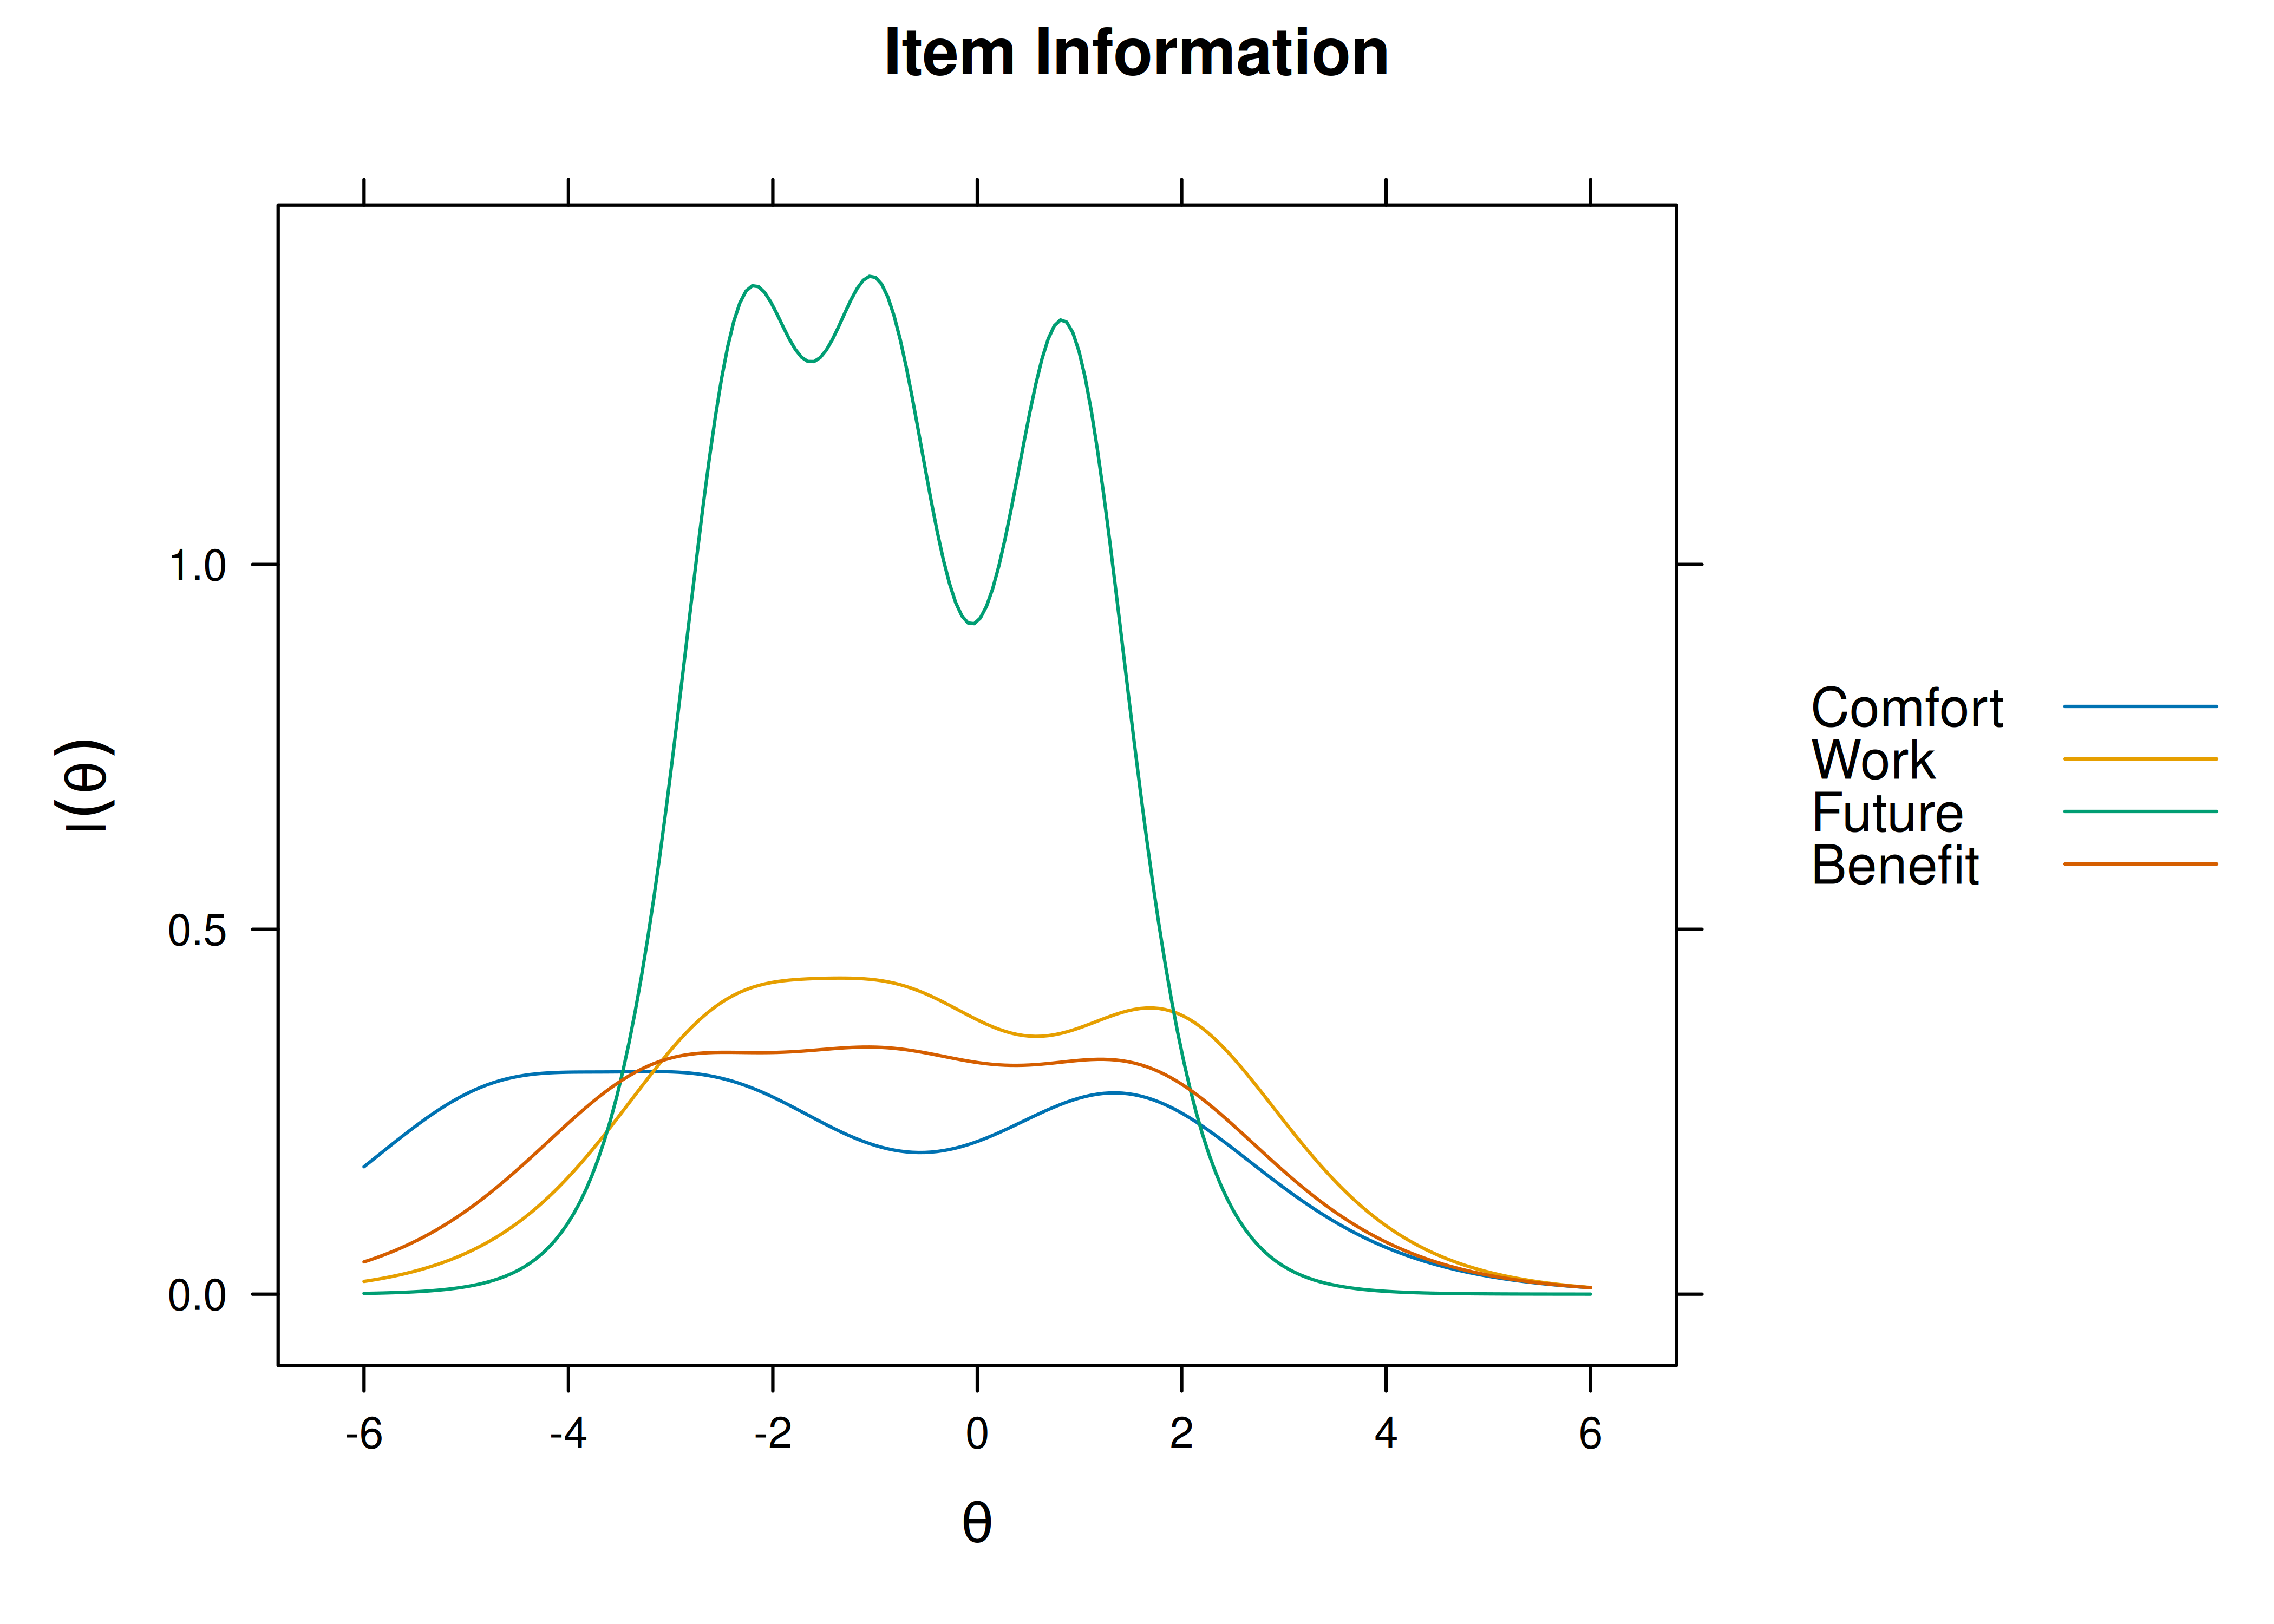 Item Information
I(θ)
1.0
0.5
0.0
-6 -4 -2 0 2 4 6
θ
Comfort
Work
Future
Benefit